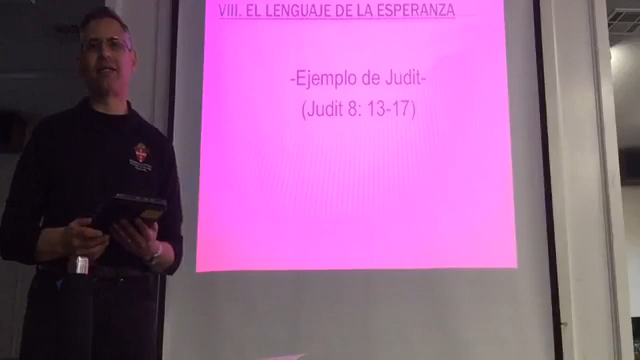 VIII. EL LENGUAJE DE LA ESPERANZA
-Ejemplo de Judit-
(Judit 8: 13-17)